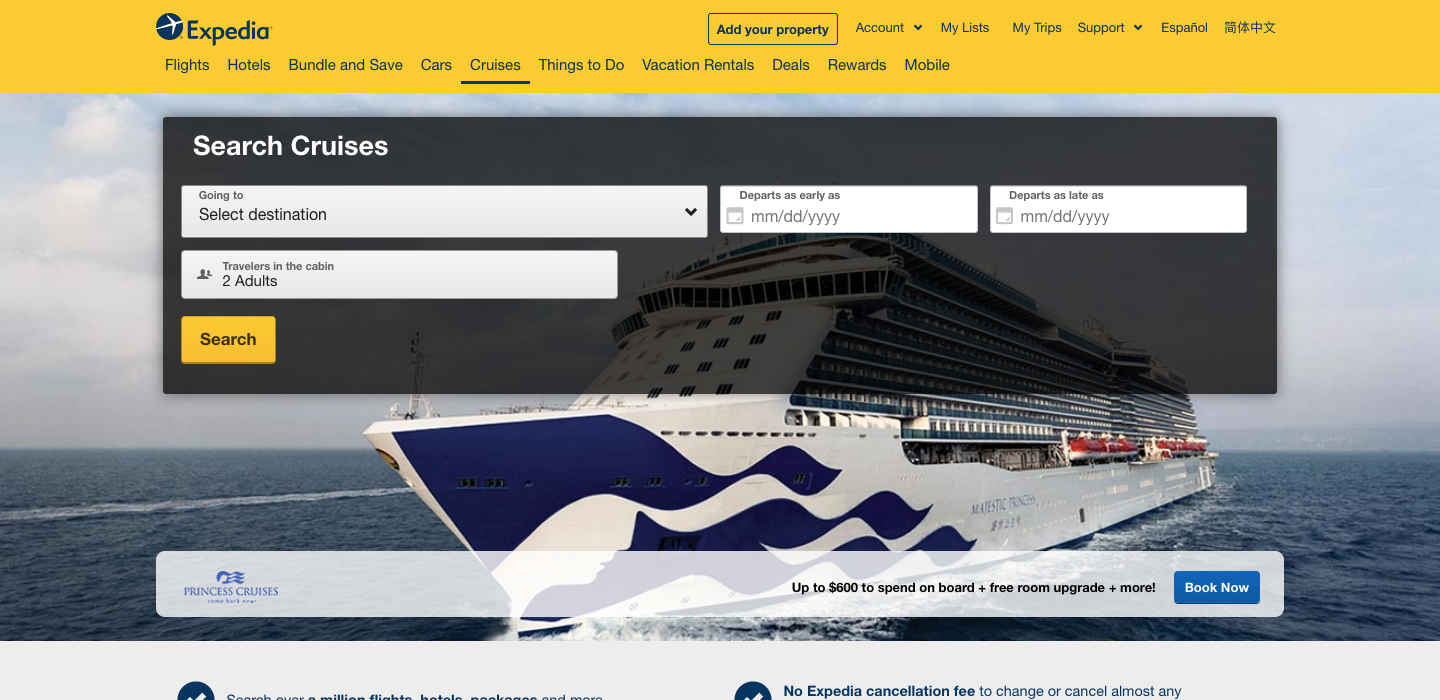 Expedia
Add your property
Account
My Lists
My Trips
Support
Español
简体中文
Flights
Hotels
Bundle and Save
Cars
Cruises
Things to Do
Vacation Rentals
Deals
Rewards
Mobile
Search Cruises
Going to
Select destination
Departs as early as
mm/dd/yyyy
Departs as late as
mm/dd/yyyy
Travelers in the cabin
2 Adults
Search
MAJESTIC PRINCESS
PRINCESS CRUISES
come back new
Up to $600 to spend on board + free room upgrade + more!
Book Now
Search over a million flights, hotels, packages and more
No Expedia cancellation fee to change or cancel almost any